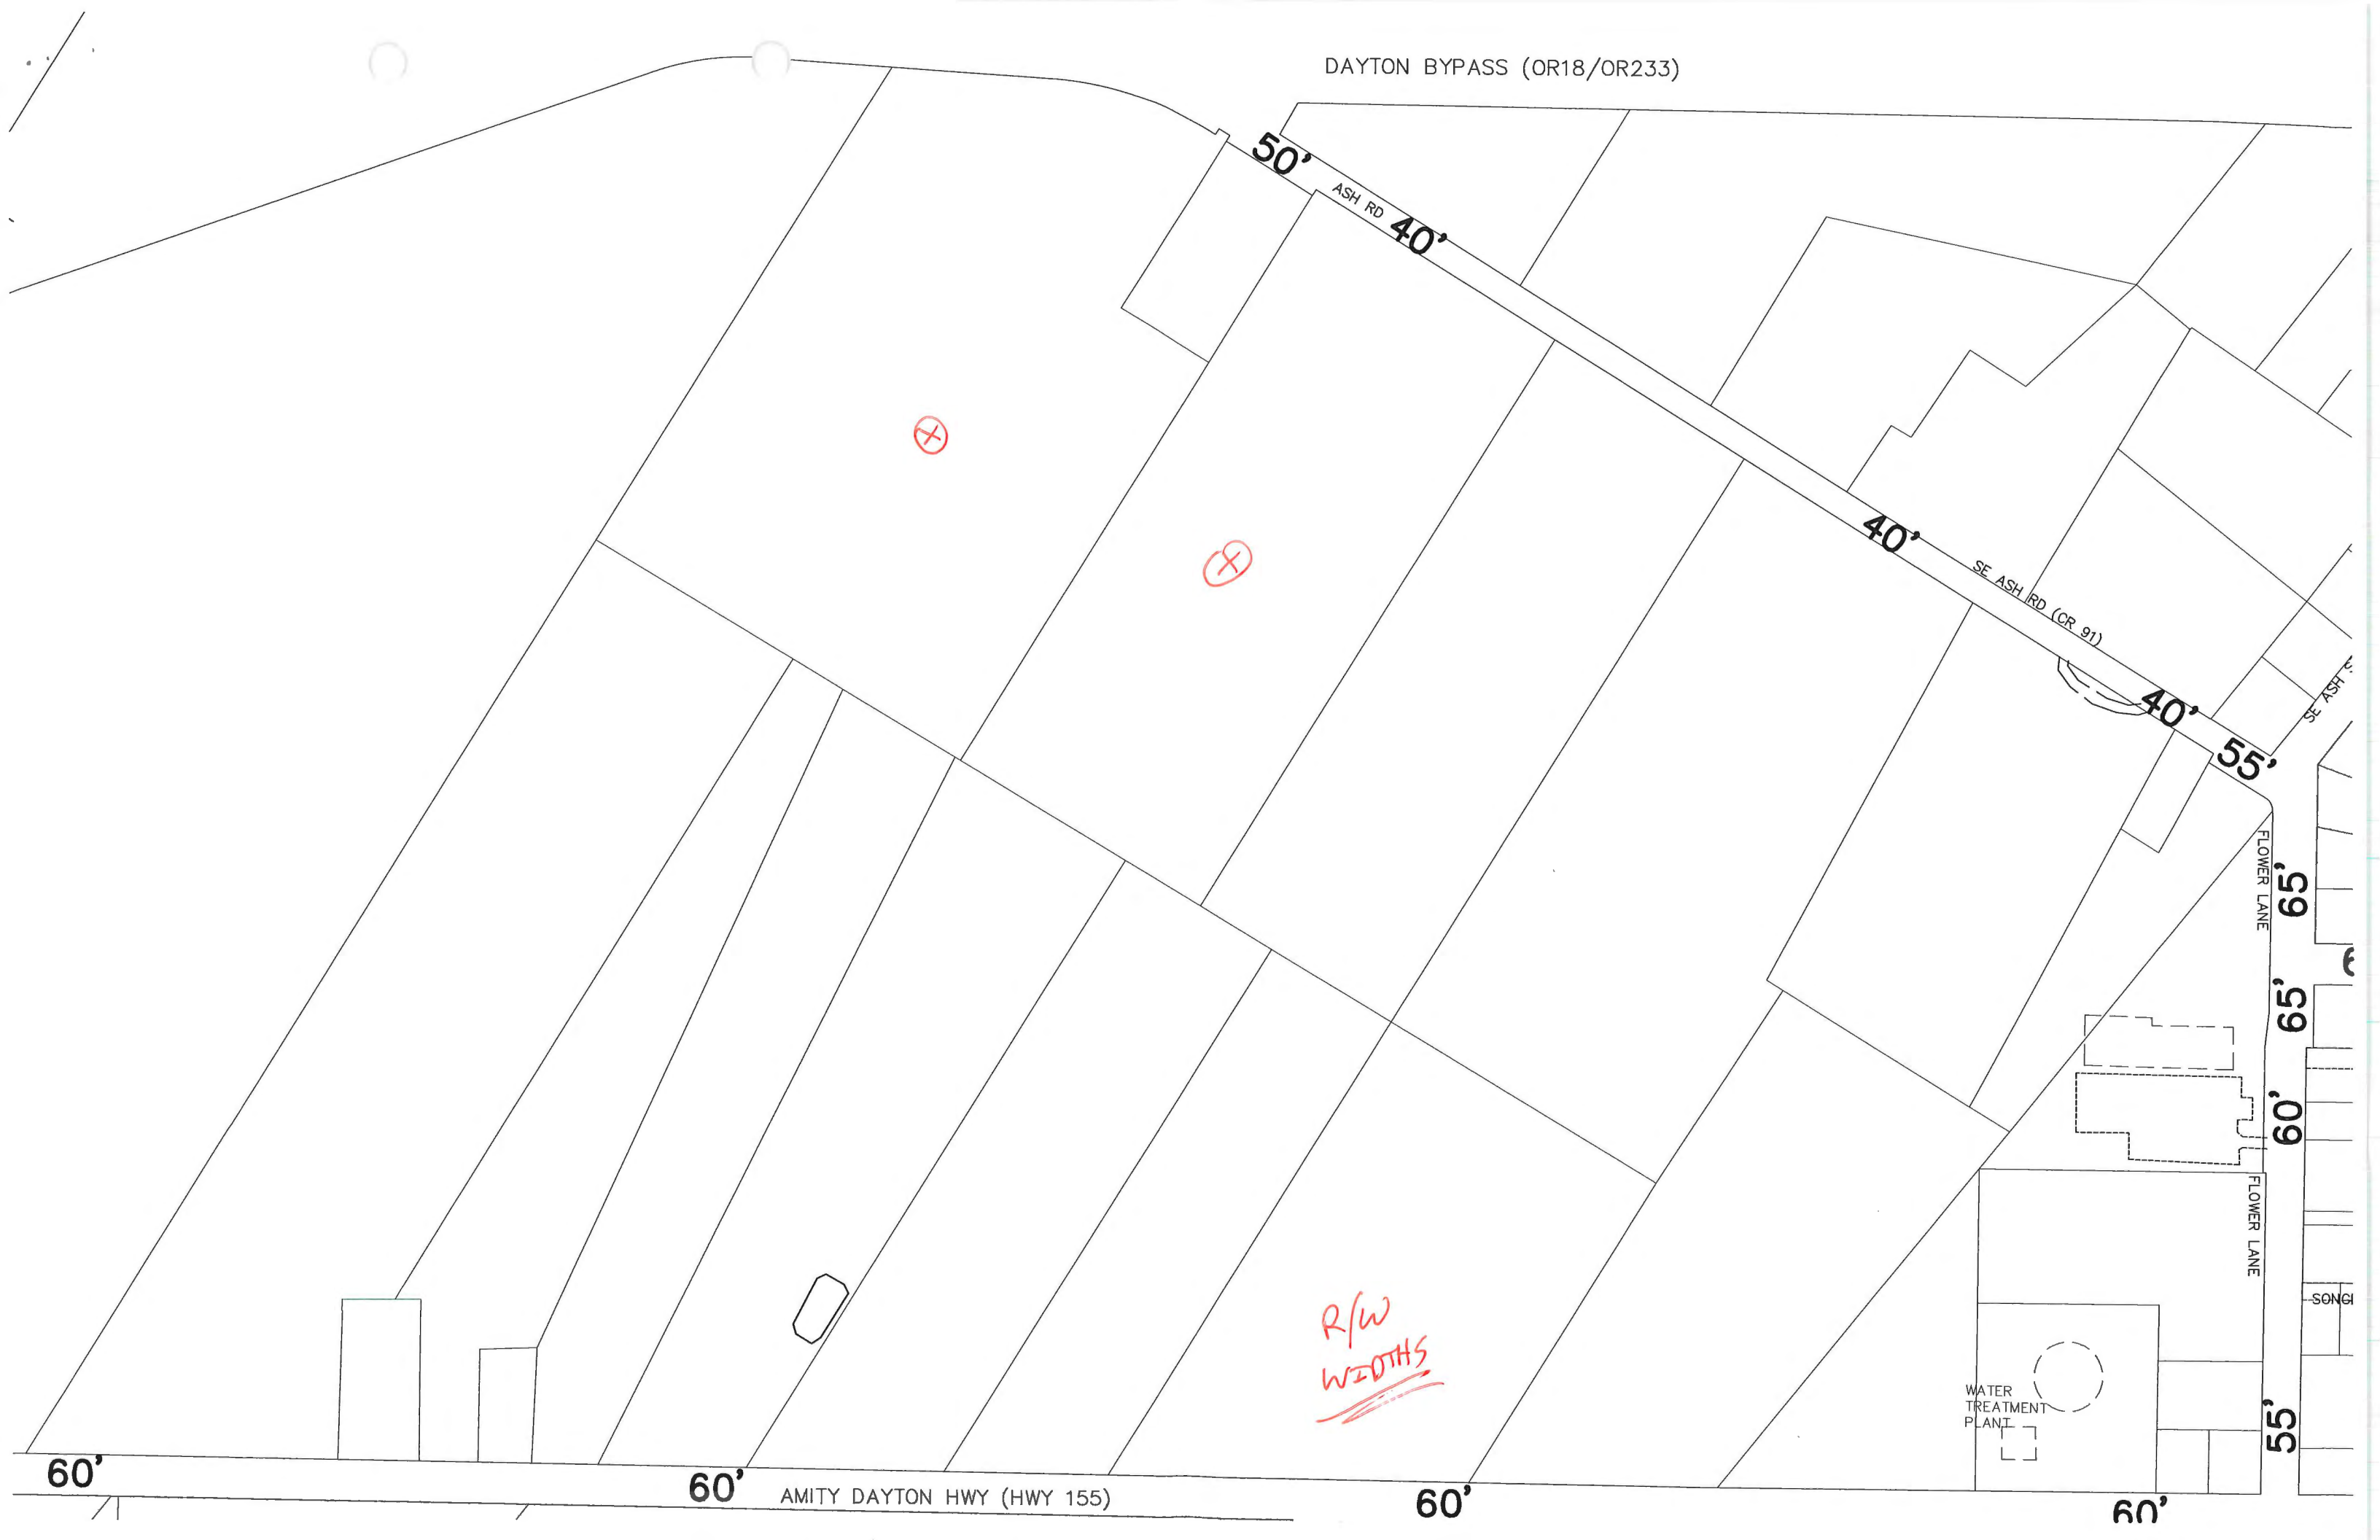 DAYTON BYPASS (OR18/OR233)
50'
ASH RD
40'
40'
SE ASH RD (CR 91)
40'
SE ASH
55'
FLOWER LANE
65'
65'
60'
FLOWER LANE
SONG
R/W
WIDTHS
WATER
TREATMENT
PLANT
55'
60'
60'
AMITY DAYTON HWY (HWY 155)
60'
60'